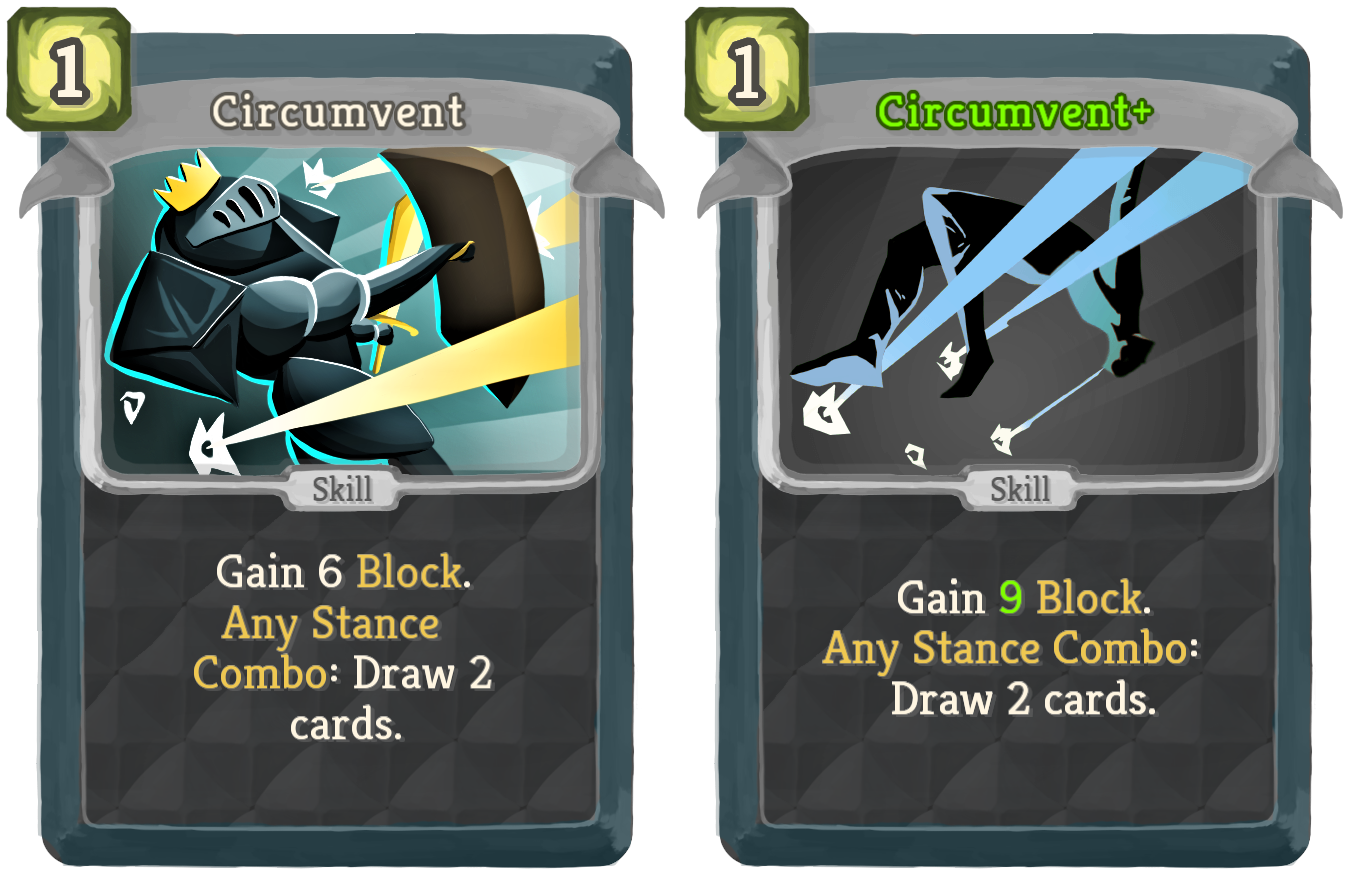 1
Circumvent
Skill
Gain 6 Block.
Any Stance
Combo: Draw 2
cards.
1
Circumvent+
Skill
Gain 9 Block.
Any Stance Combo:
Draw 2 cards.